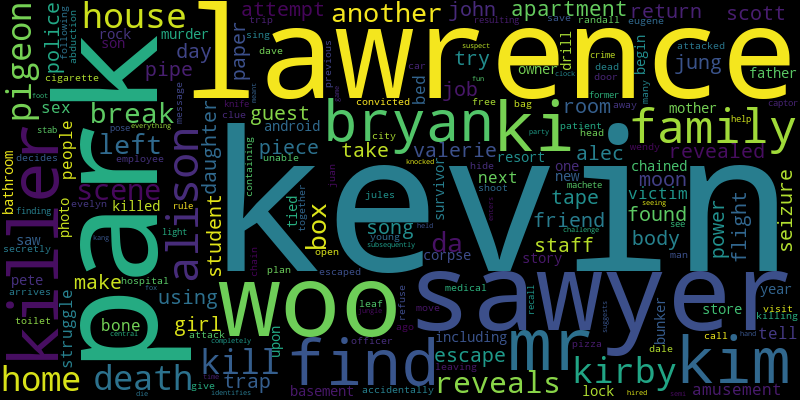 house attempt another john apartment return scott
trip sing save randall eugene
pigeon police following abduction rock son murder dave resulting
lawrence
cigarette day paper try drill owner suspect attacked crime dead door father
k pipe job jung
sex message previous car bed fun clock former many begin
foot knife convicted free bag room away mother captor
stab break guest clue android city bryan ki family
everything pose people left daughter piece unable knocked party patient head wendy help
bathroom par employee alison student take valerie alec chained revealed
decides killer scene containing hide resort one moon
finding photo evelyn killed rule box tied together juan jules survivor next shoot new machete victim seeing seizure
secretly saw light song young subsequently friend tape found see power flight
pete make hospital using open kevin da corpse held staff story challenge body man
arrives plan escaped
toilet struggle bone central girl upon woo leaf medical sawyer bunker store killing year visit
attack refuse recall suggests call tell
home death kill trap find officer move ago including mr dale hand
completely give time identifies basement accidentally leaving reveals escape pizza kirby lock kim amusement
die hired